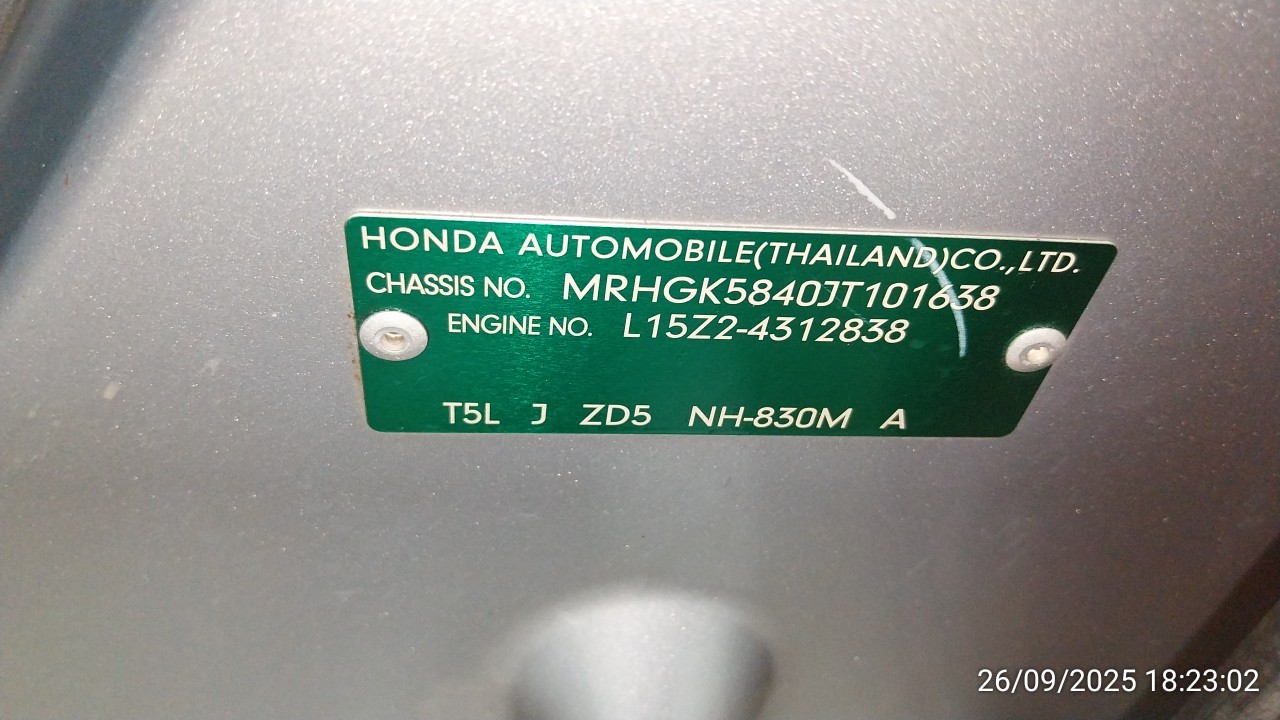 HONDA AUTOMOBILE(THAILAND)CO.,LTD.
CHASSIS NO. MRHGK5840JT101638
ENGINE NO. L15Z2-4312838
T5L J ZD5 NH-830M A
26/09/2025 18:23:02